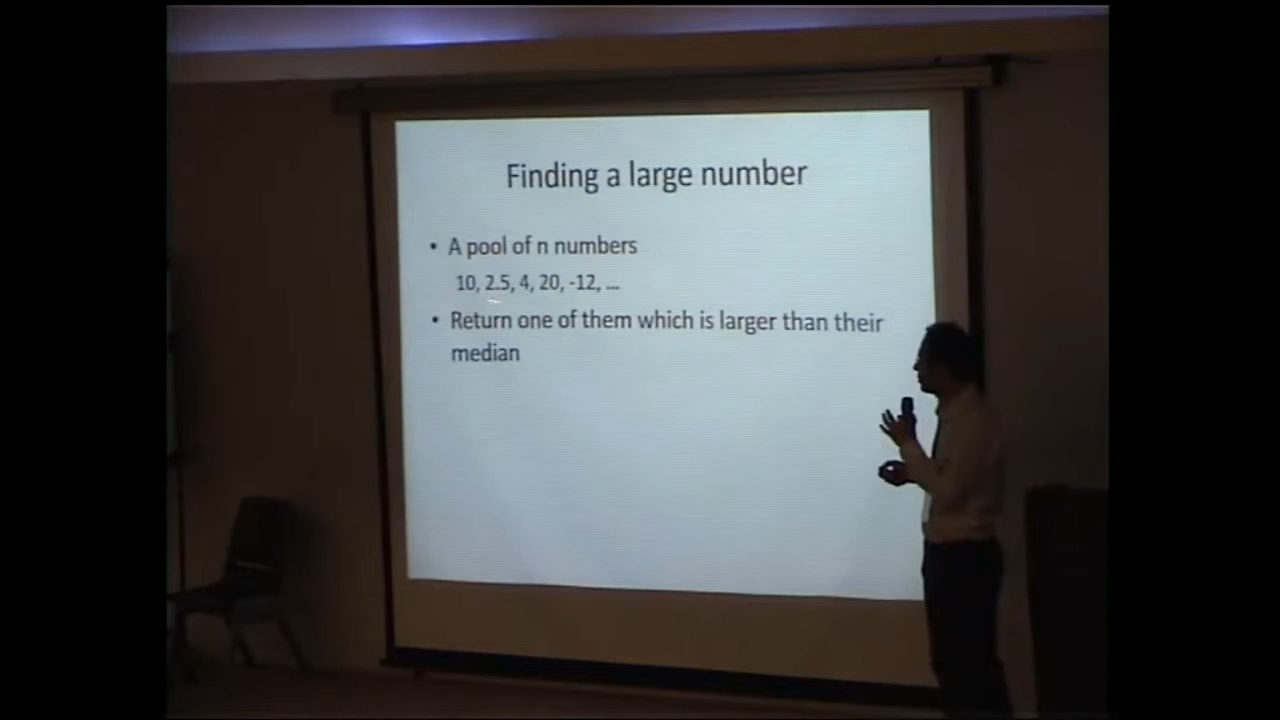 Finding a large number
• A pool of n numbers
10, 2.5, 4, 20, -12, ...
• Return one of them which is larger than their
median